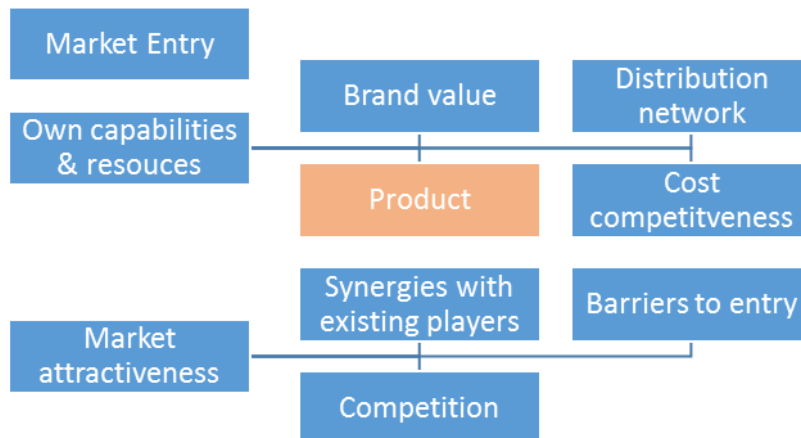 Market Entry
Brand value
Distribution
network
Own capabilities
& resouces
Product
Cost
competitveness
Synergies with
existing players
Barriers to entry
Market
attractiveness
Competition